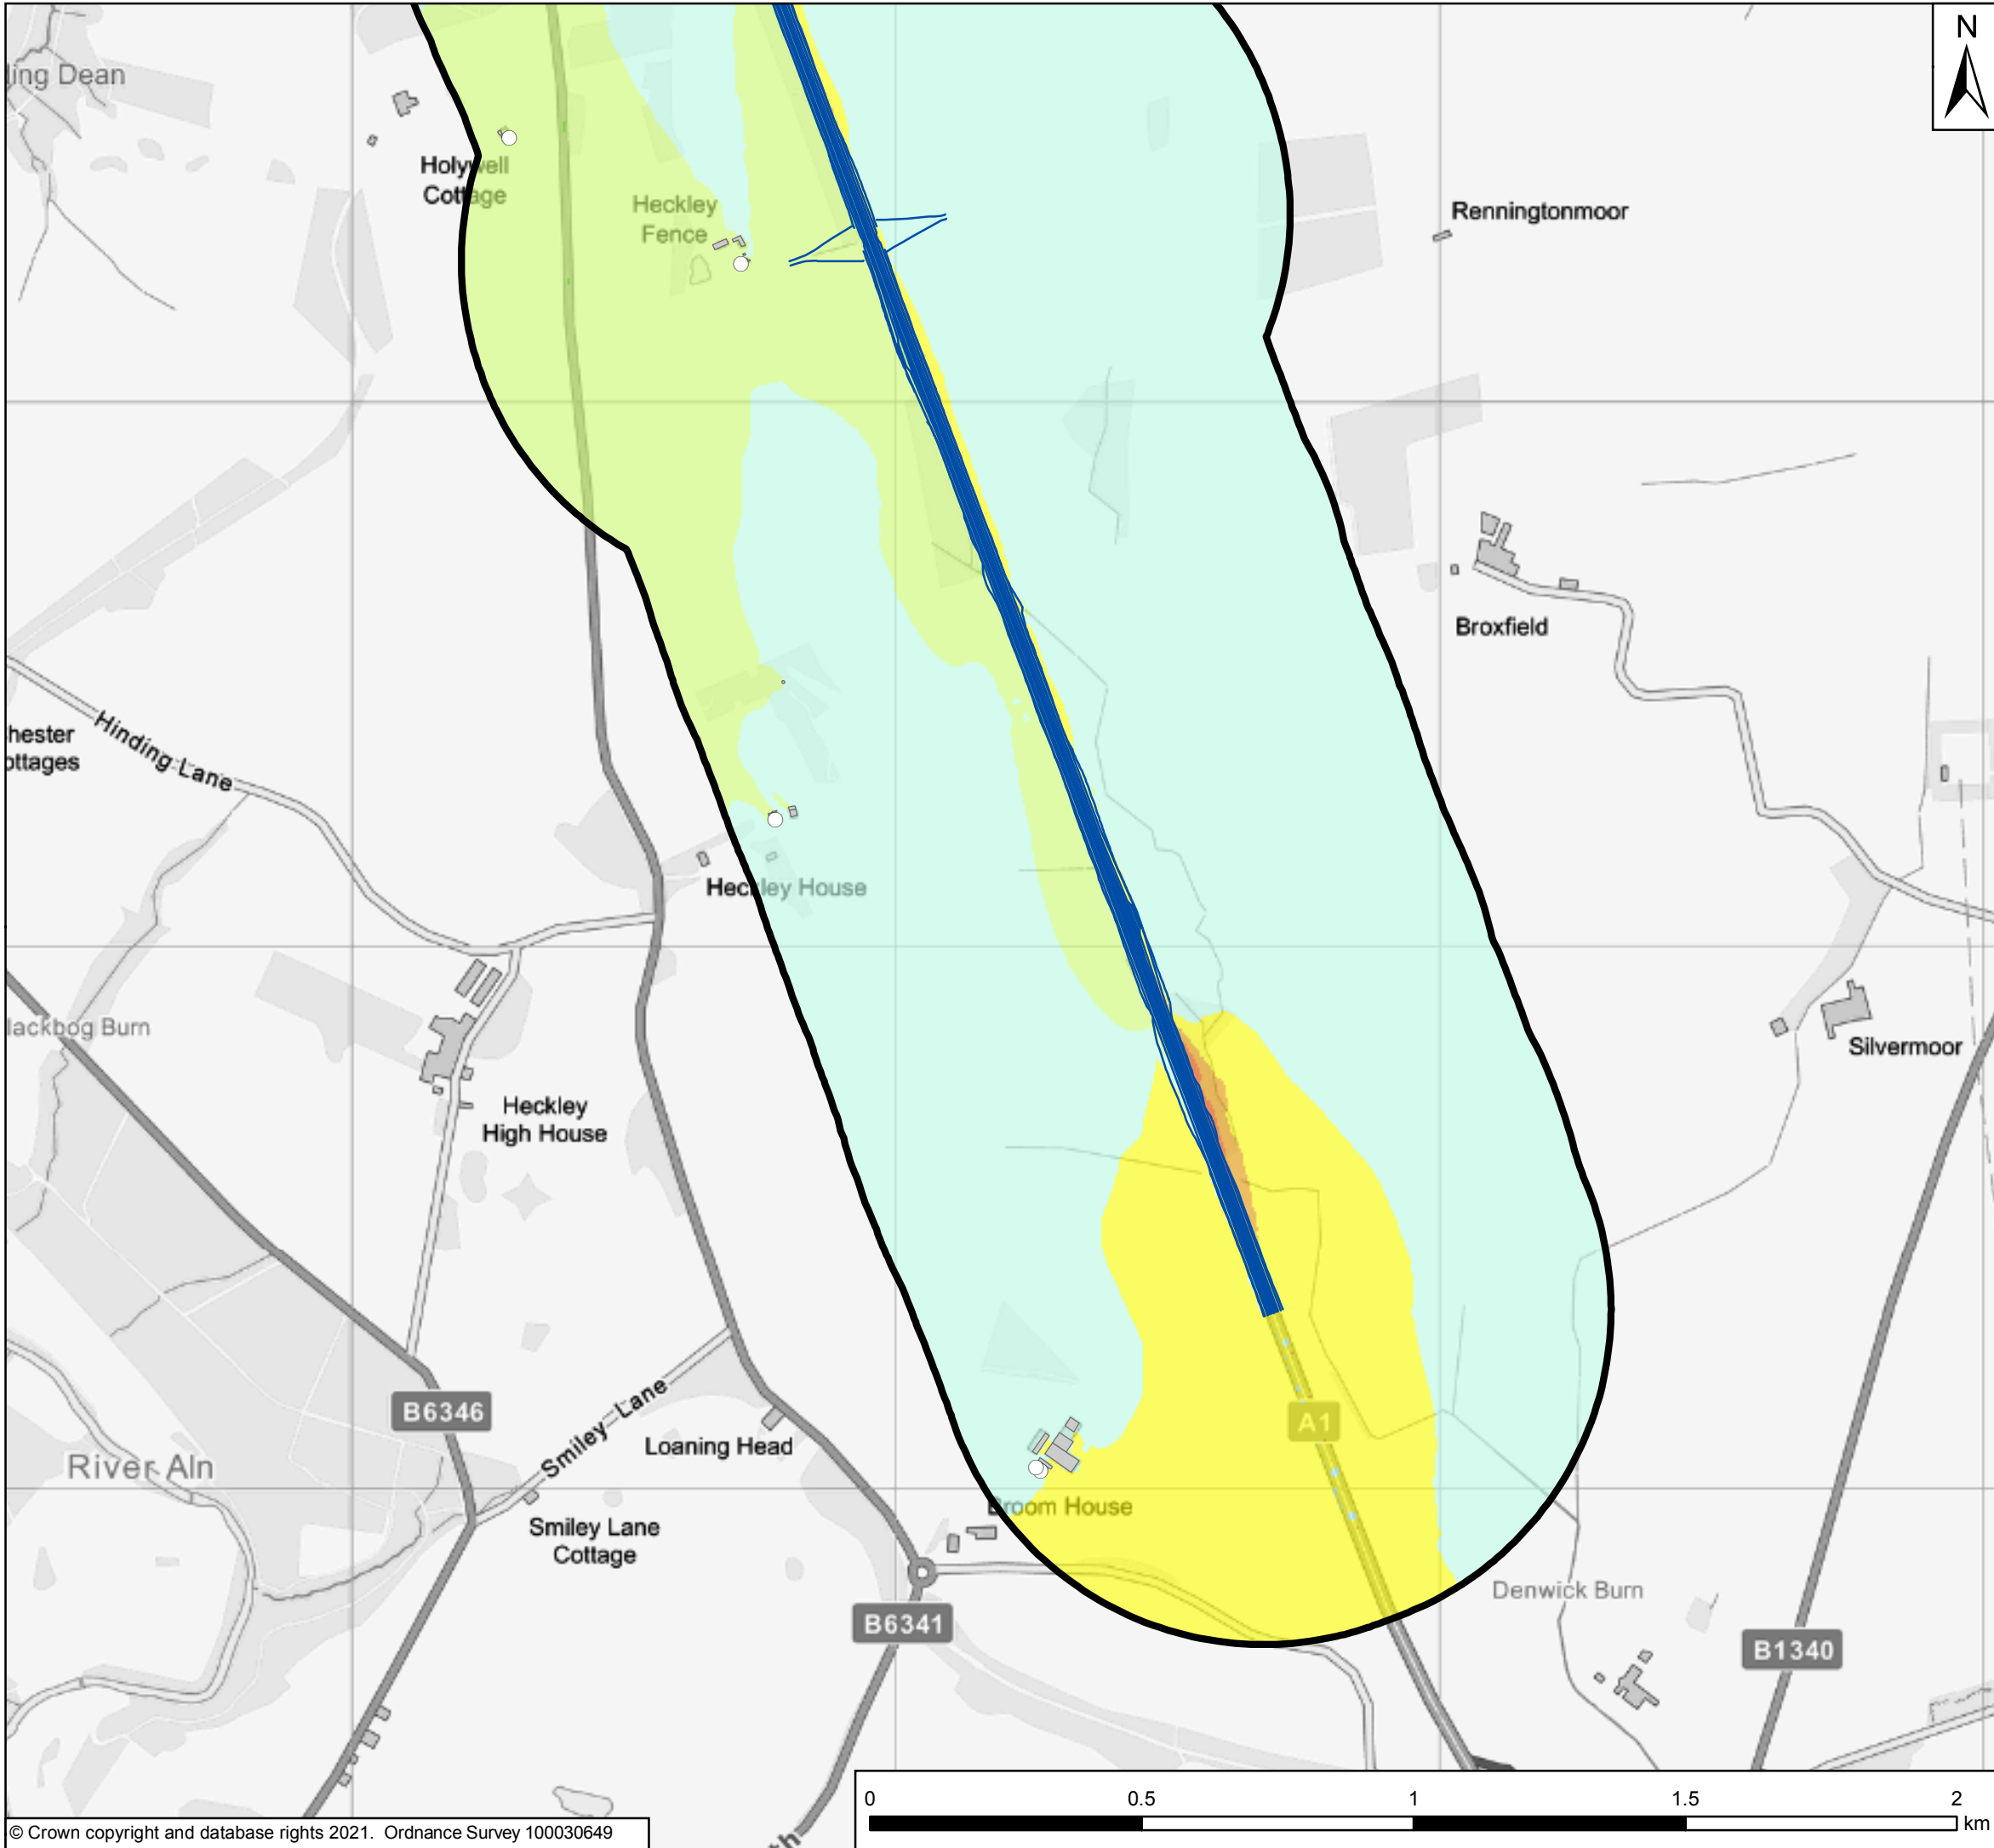 N
ling Dean
Holywell
Cottage
Heckley
Fence
Renningtonmoor
Broxfield
Hinding Lane
hester
ottages
Heckley House
lackbog Burn
Silvermoor
Heckley
High House
B6346
Smiley Lane
Loaning Head
A1
River Aln
Broom House
Smiley Lane
Cottage
Denwick Burn
B6341
B1340
th
0 0.5 1 1.5 2
km
© Crown copyright and database rights 2021. Ordnance Survey 100030649